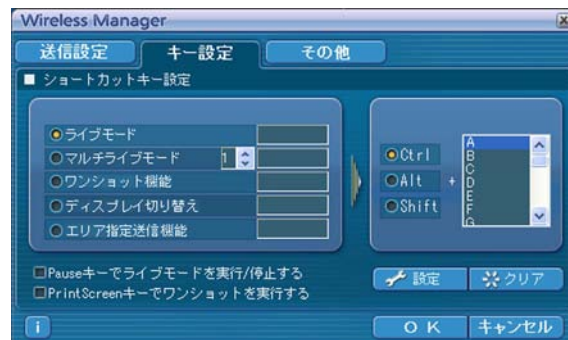 Wireless Manager
送信設定 キー設定 その他
ショートカットキー設定
ライブモード
マルチライブモード 1
ワンショット機能
ディスプレイ切り替え
エリア指定送信機能
Ctrl
Alt +
Shift
A
B
C
D
E
F
G
Pauseキーでライブモードを実行/停止する
PrintScreenキーでワンショットを実行する
設定 クリア
i
OK キャンセル